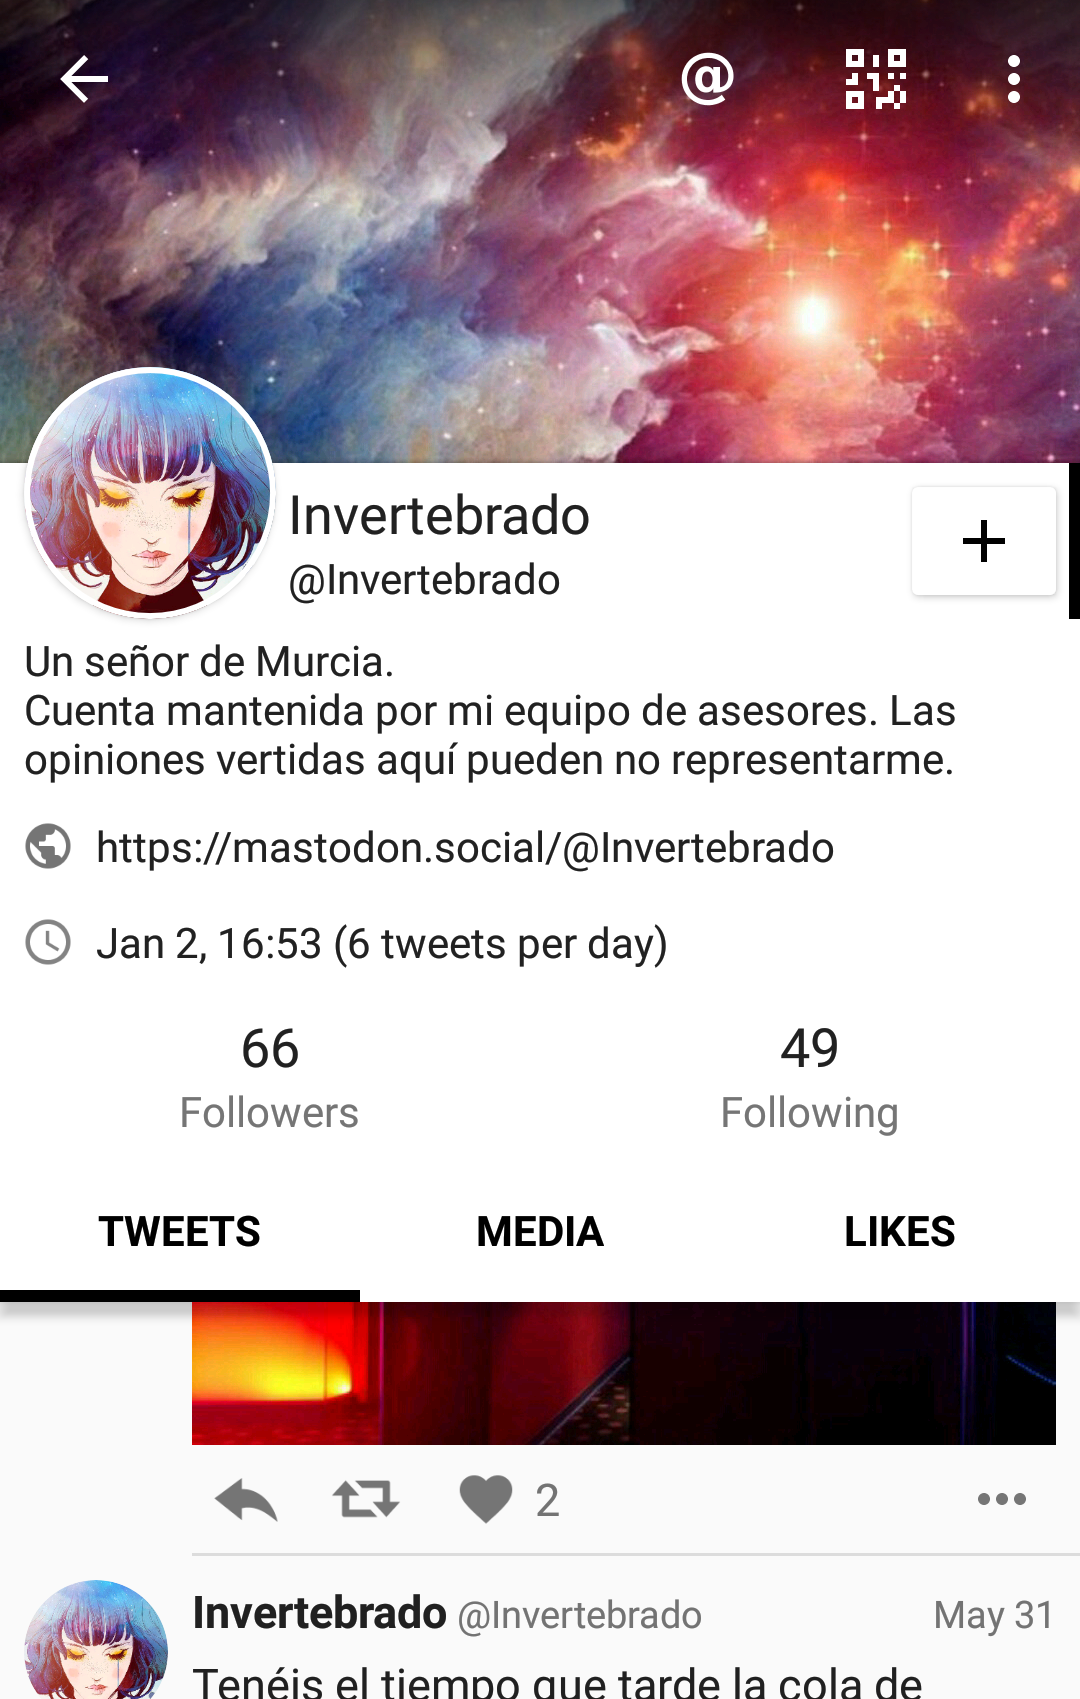 Invertebrado
@Invertebrado
Un señor de Murcia.
Cuenta mantenida por mi equipo de asesores. Las
opiniones vertidas aquí pueden no representarme.
https://mastodon.social/@Invertebrado
Jan 2, 16:53 (6 tweets per day)
66 49
Followers Following
TWEETS MEDIA LIKES
2
Invertebrado @Invertebrado May 31
Tenéis el tiempo que tarde la cola de